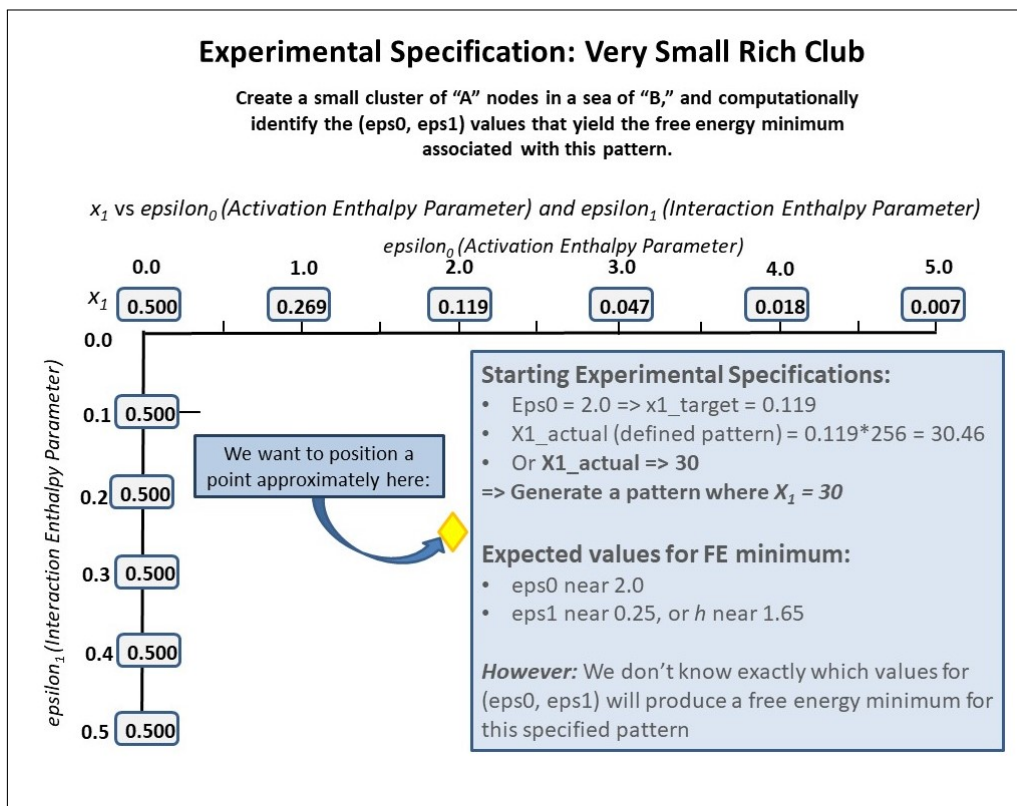 Experimental Specification: Very Small Rich Club
Create a small cluster of “A” nodes in a sea of “B,” and computationally
identify the (eps0, eps1) values that yield the free energy minimum
associated with this pattern.
x₁ vs epsilon₀ (Activation Enthalpy Parameter) and epsilon₁ (Interaction Enthalpy Parameter)
epsilon₀ (Activation Enthalpy Parameter)
0.0 1.0 2.0 3.0 4.0 5.0
x₁ 0.500 0.269 0.119 0.047 0.018 0.007
0.0
epsilon₁ (Interaction Enthalpy Parameter)
0.1 0.500
0.2 0.500
0.3 0.500
0.4 0.500
0.5 0.500
We want to position a
point approximately here:
Starting Experimental Specifications:
• Eps0 = 2.0 => x1_target = 0.119
• X1_actual (defined pattern) = 0.119*256 = 30.46
• Or X1_actual => 30
=> Generate a pattern where X₁ = 30
Expected values for FE minimum:
• eps0 near 2.0
• eps1 near 0.25, or h near 1.65
However: We don’t know exactly which values for
(eps0, eps1) will produce a free energy minimum for
this specified pattern